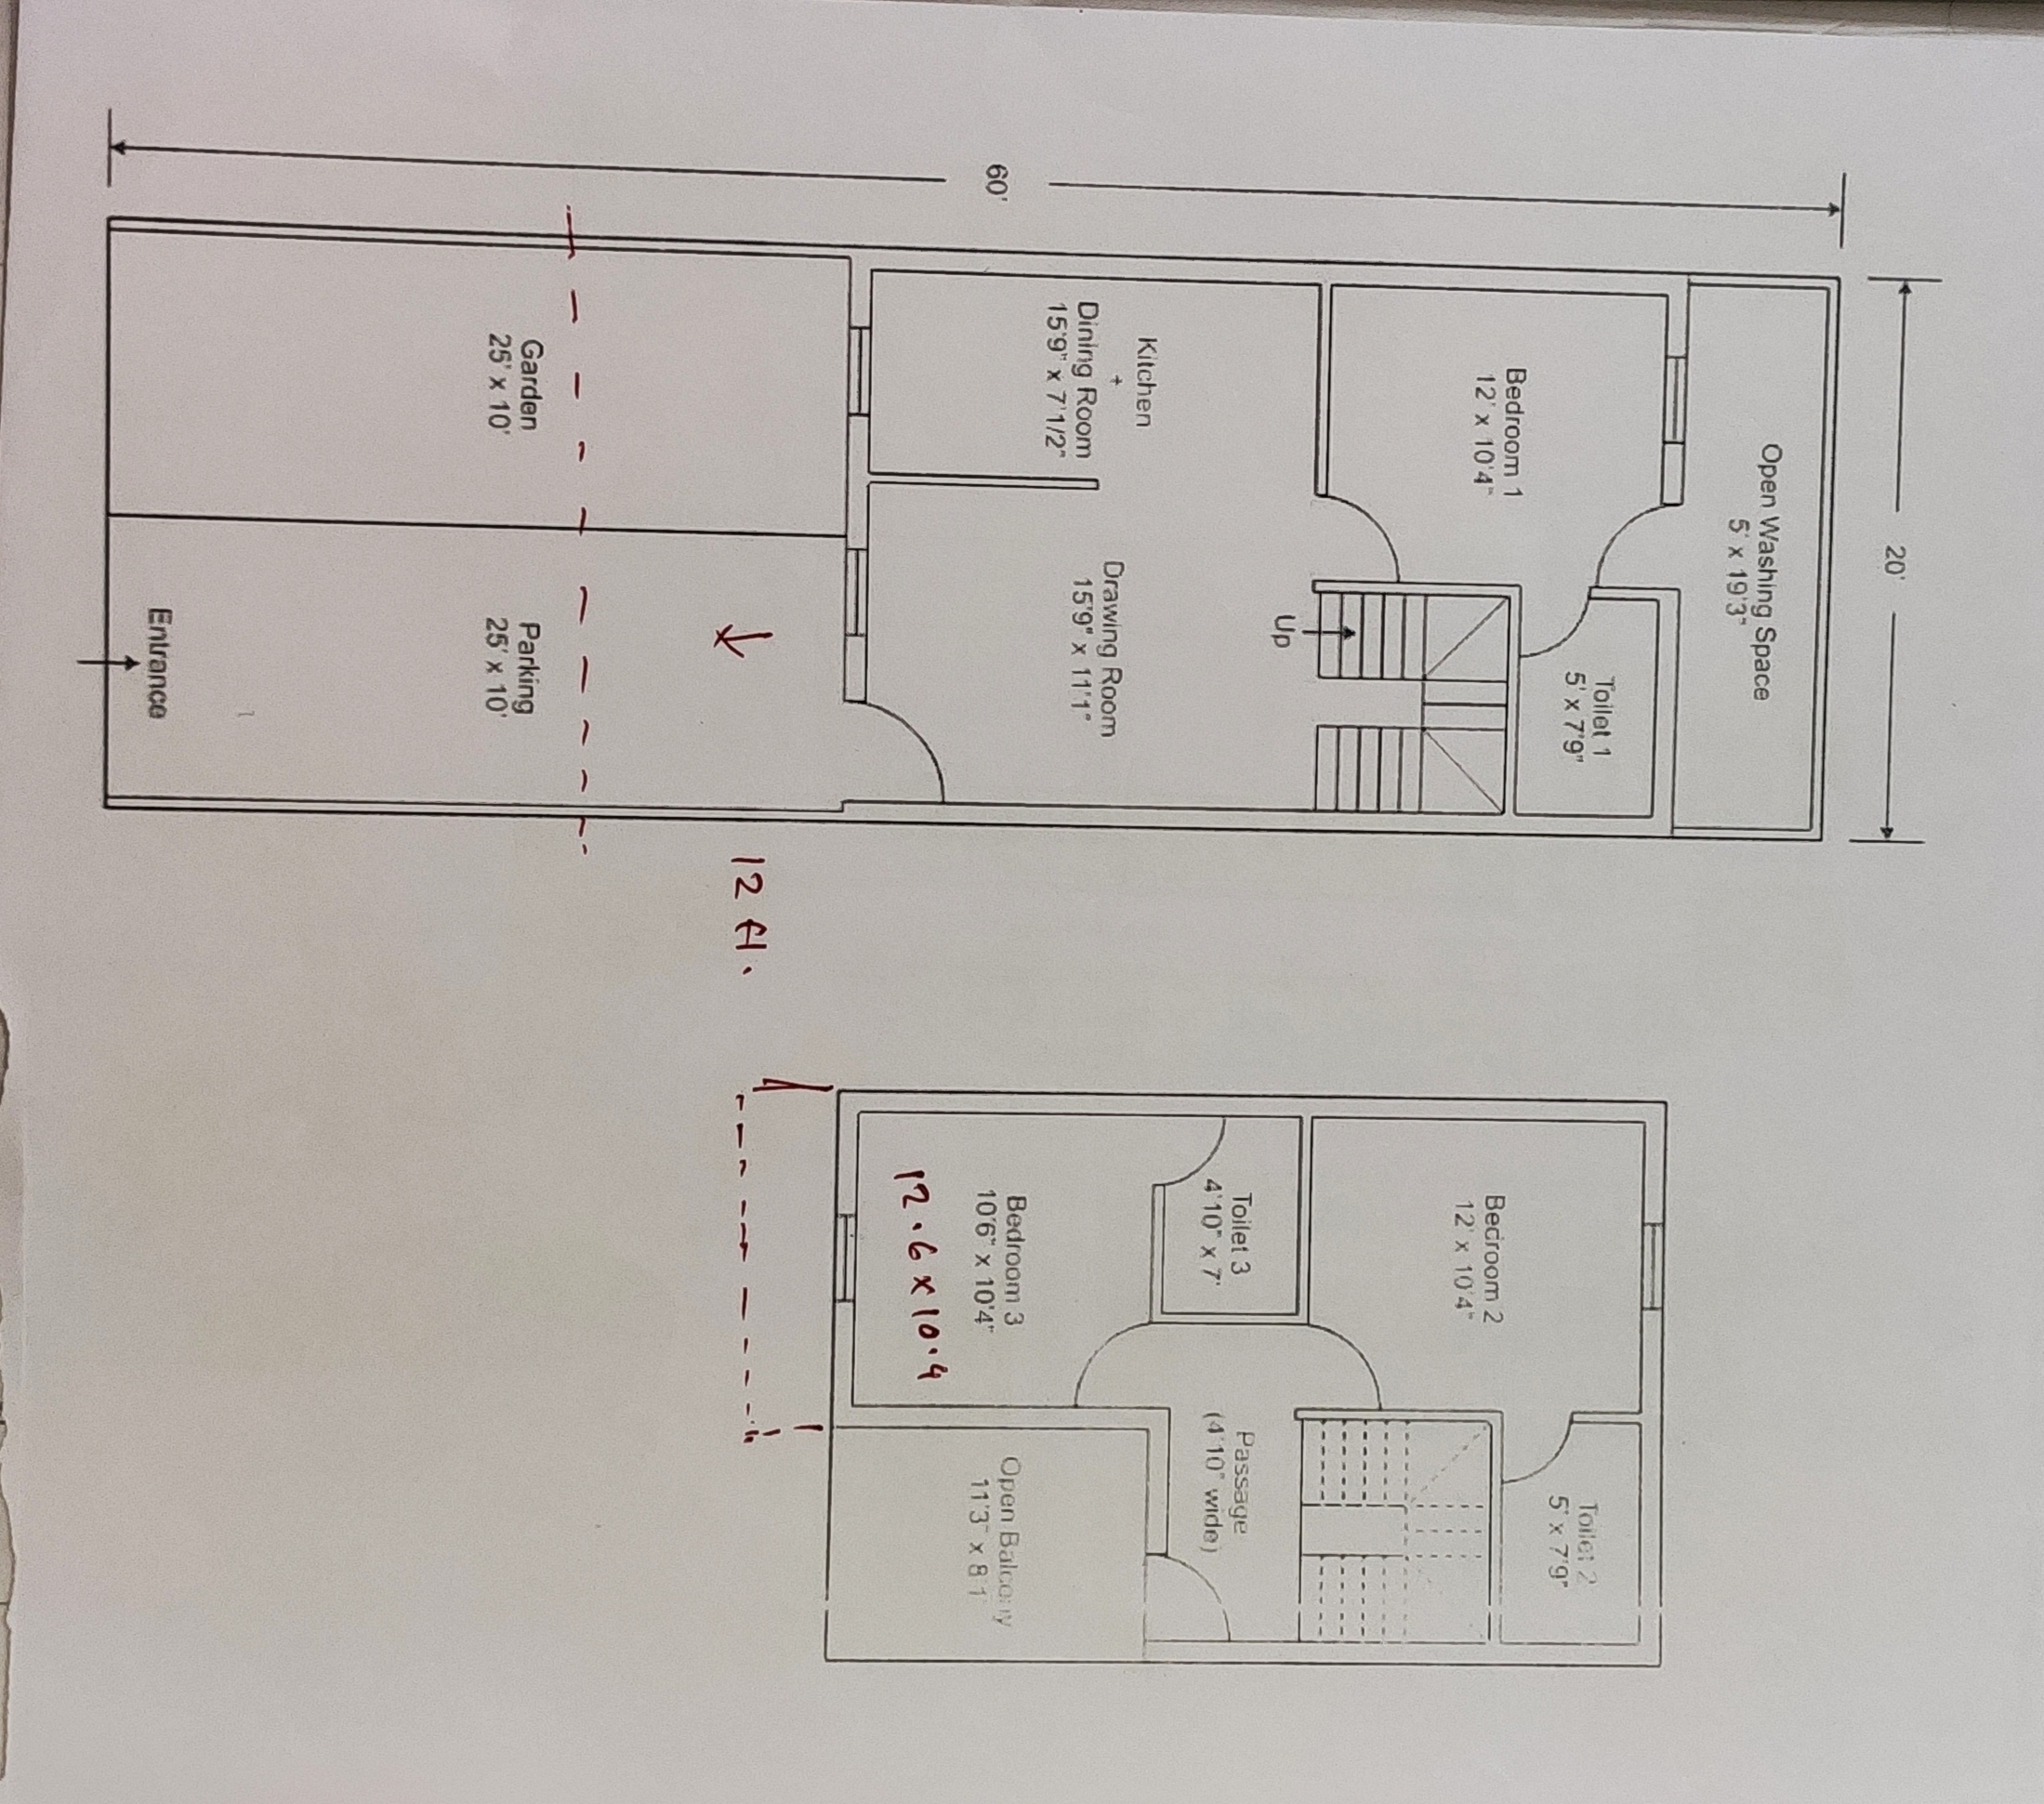 60'
20'
Open Washing Space
5' x 19'3"
Bedroom 1
12' x 10'4"
Toilet 1
5' x 7'9"
Up
Kitchen
+
Dining Room
15'9" x 7'1/2"
Drawing Room
15'9" x 11'1"
Garden
25' x 10'
Parking
25' x 10'
Entrance
12 ft.
Bedroom 2
12' x 10'4"
Toilet 2
5' x 7'9"
Toilet 3
4'10" x 7'
Passage
(4'10" wide)
Bedroom 3
10'6" x 10'4"
12.6 x 10.4
Open Balcony
11'3" x 8'1"